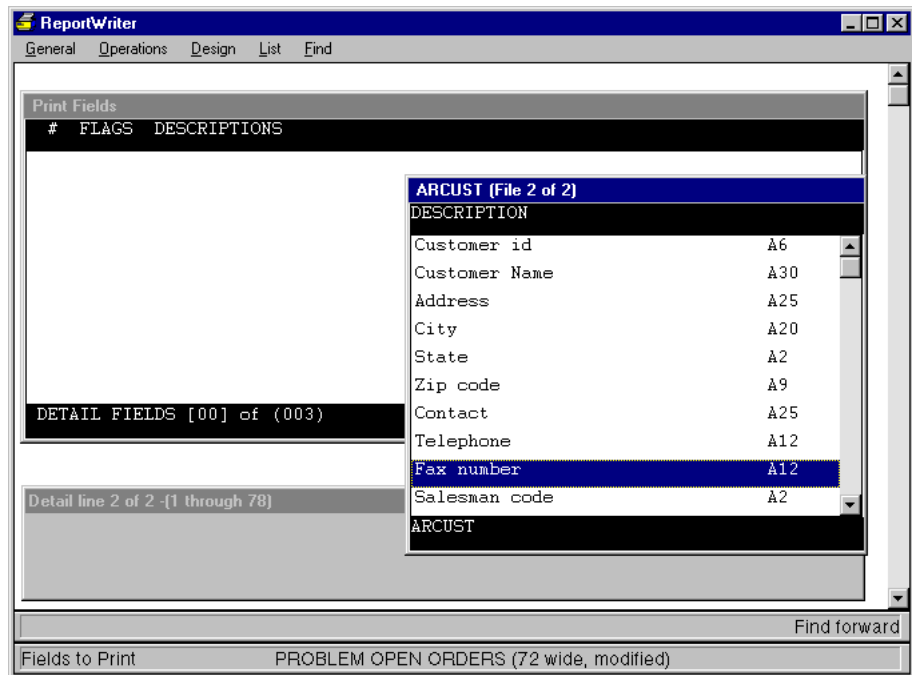 ReportWriter
General Operations Design List Find
Print Fields
# FLAGS DESCRIPTIONS
ARCUST (File 2 of 2)
DESCRIPTION
Customer id A6
Customer Name A30
Address A25
City A20
State A2
Zip code A9
Contact A25
Telephone A12
Fax number A12
Salesman code A2
ARCUST
DETAIL FIELDS [00] of (003)
Detail line 2 of 2 -(1 through 78)
Find forward
Fields to Print PROBLEM OPEN ORDERS (72 wide, modified)